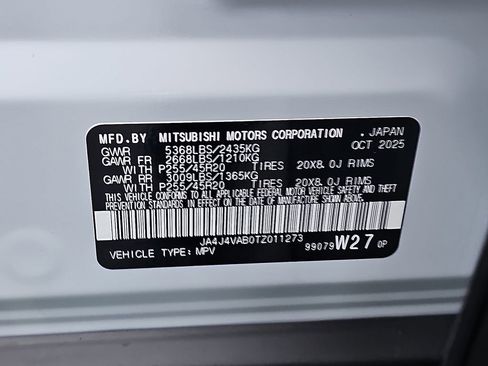 MFD.BY MITSUBISHI MOTORS CORPORATION . JAPAN
GVWR 5368LBS/2435KG OCT 2025
GAWR FR 2668LBS/1210KG
WITH P255/45R20 TIRES 20X8.0J RIMS
GAWR RR 3009LBS/1365KG
WITH P255/45R20 TIRES 20X8.0J RIMS
THIS VEHICLE CONFORMS TO ALL APPLICABLE FEDERAL MOTOR VEHICLE SAFETY AND THEFT
PREVENTION STANDARDS IN EFFECT ON THE DATE OF MANUFACTURE SHOWN ABOVE.
JA4J4VAB0TZ011273
VEHICLE TYPE: MPV 99079 W27 0P